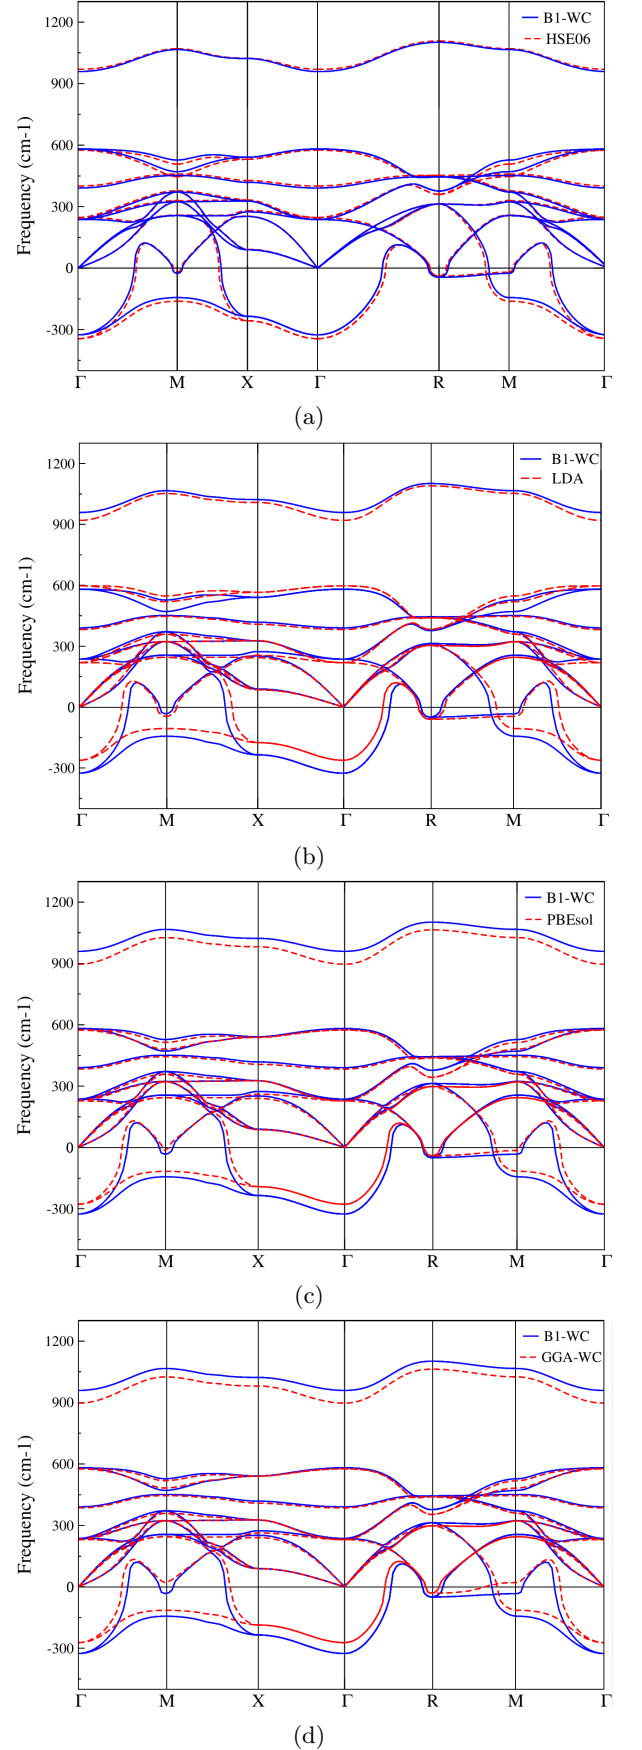 1200
900
600
300
0
-300
Frequency (cm-1)
B1-WC
HSE06
Γ M X Γ R M Γ
(a)
1200
900
600
300
0
-300
Frequency (cm-1)
B1-WC
LDA
Γ M X Γ R M Γ
(b)
1200
900
600
300
0
-300
Frequency (cm-1)
B1-WC
PBEsol
Γ M X Γ R M Γ
(c)
1200
900
600
300
0
-300
Frequency (cm-1)
B1-WC
GGA-WC
Γ M X Γ R M Γ
(d)